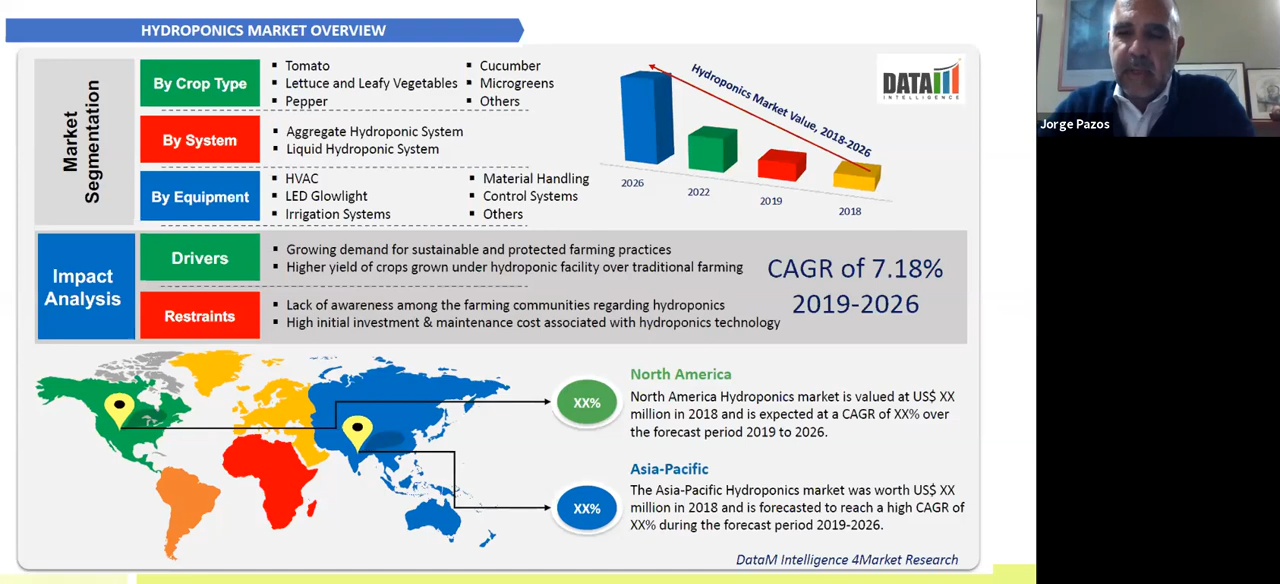 HYDROPONICS MARKET OVERVIEW
Market Segmentation
By Crop Type
▪ Tomato
▪ Lettuce and Leafy Vegetables
▪ Pepper
▪ Cucumber
▪ Microgreens
▪ Others
By System
▪ Aggregate Hydroponic System
▪ Liquid Hydroponic System
By Equipment
▪ HVAC
▪ LED Glowlight
▪ Irrigation Systems
▪ Material Handling
▪ Control Systems
▪ Others
Hydroponics Market Value, 2018-2026
2026
2022
2019
2018
DATAM
INTELLIGENCE
Jorge Pazos
Impact Analysis
Drivers
▪ Growing demand for sustainable and protected farming practices
▪ Higher yield of crops grown under hydroponic facility over traditional farming
Restraints
▪ Lack of awareness among the farming communities regarding hydroponics
▪ High initial investment & maintenance cost associated with hydroponics technology
CAGR of 7.18%
2019-2026
XX%
North America
North America Hydroponics market is valued at US$ XX
million in 2018 and is expected at a CAGR of XX% over
the forecast period 2019 to 2026.
XX%
Asia-Pacific
The Asia-Pacific Hydroponics market was worth US$ XX
million in 2018 and is forecasted to reach a high CAGR of
XX% during the forecast period 2019-2026.
DataM Intelligence 4Market Research